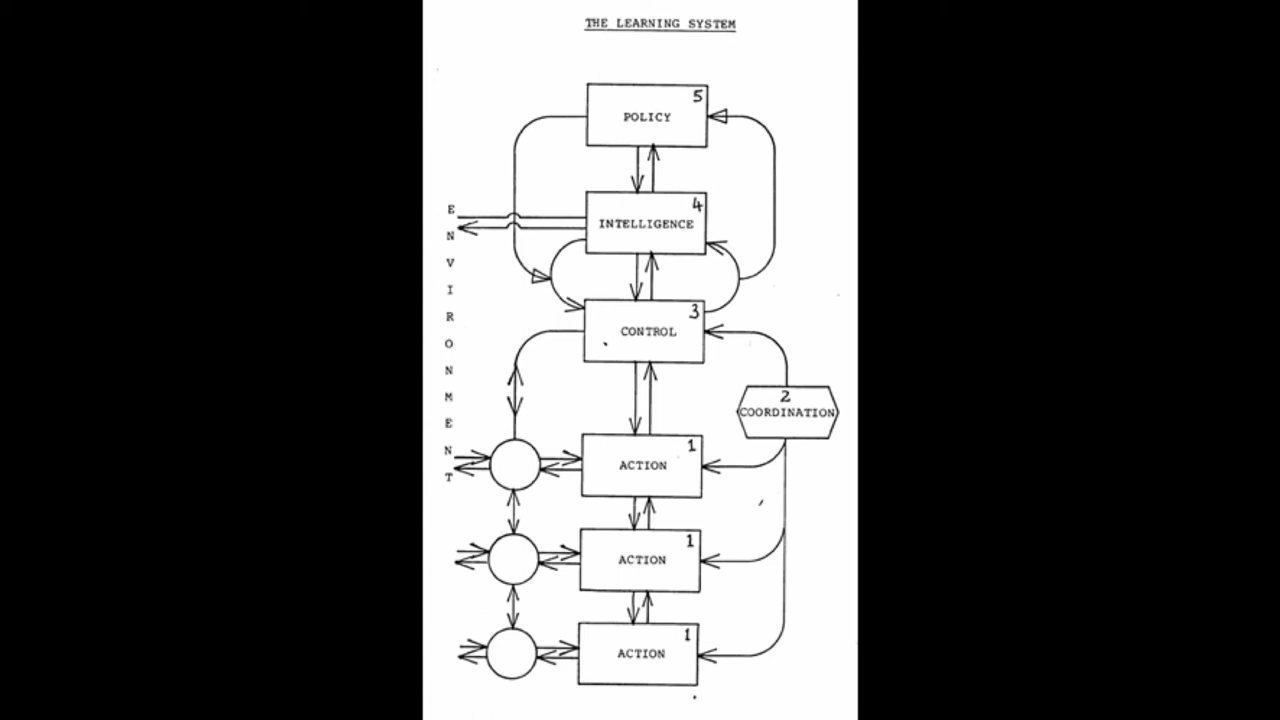 THE LEARNING SYSTEM
5
POLICY
4
INTELLIGENCE
3
CONTROL
2
COORDINATION
1
ACTION
1
ACTION
1
ACTION
E
N
V
I
R
O
N
M
E
N
T